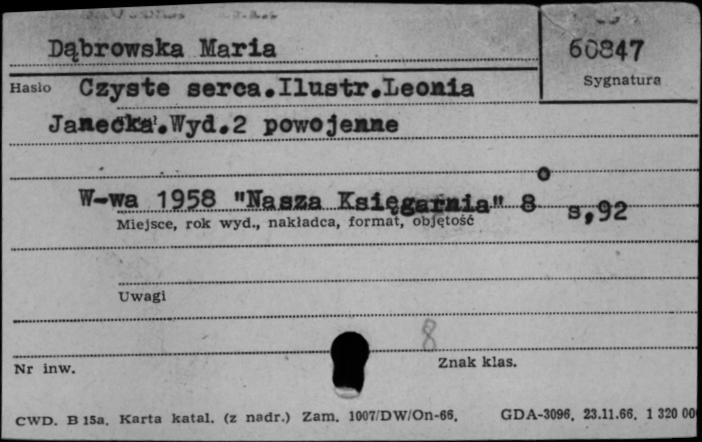 Dąbrowska Maria
60847
Hasło Czyste serca.Ilustr.Leonia
Sygnatura
Janecka.Wyd.2 powojenne
W-wa 1958 "Nasza Księgarnia" 8° s,92
Miejsce, rok wyd., nakładca, format, objętość
Uwagi
8
Nr inw.
Znak klas.
CWD. B 15a. Karta katal. (z nadr.) Zam. 1007/DW/On-66. GDA-3096. 23.11.66. 1 320 00